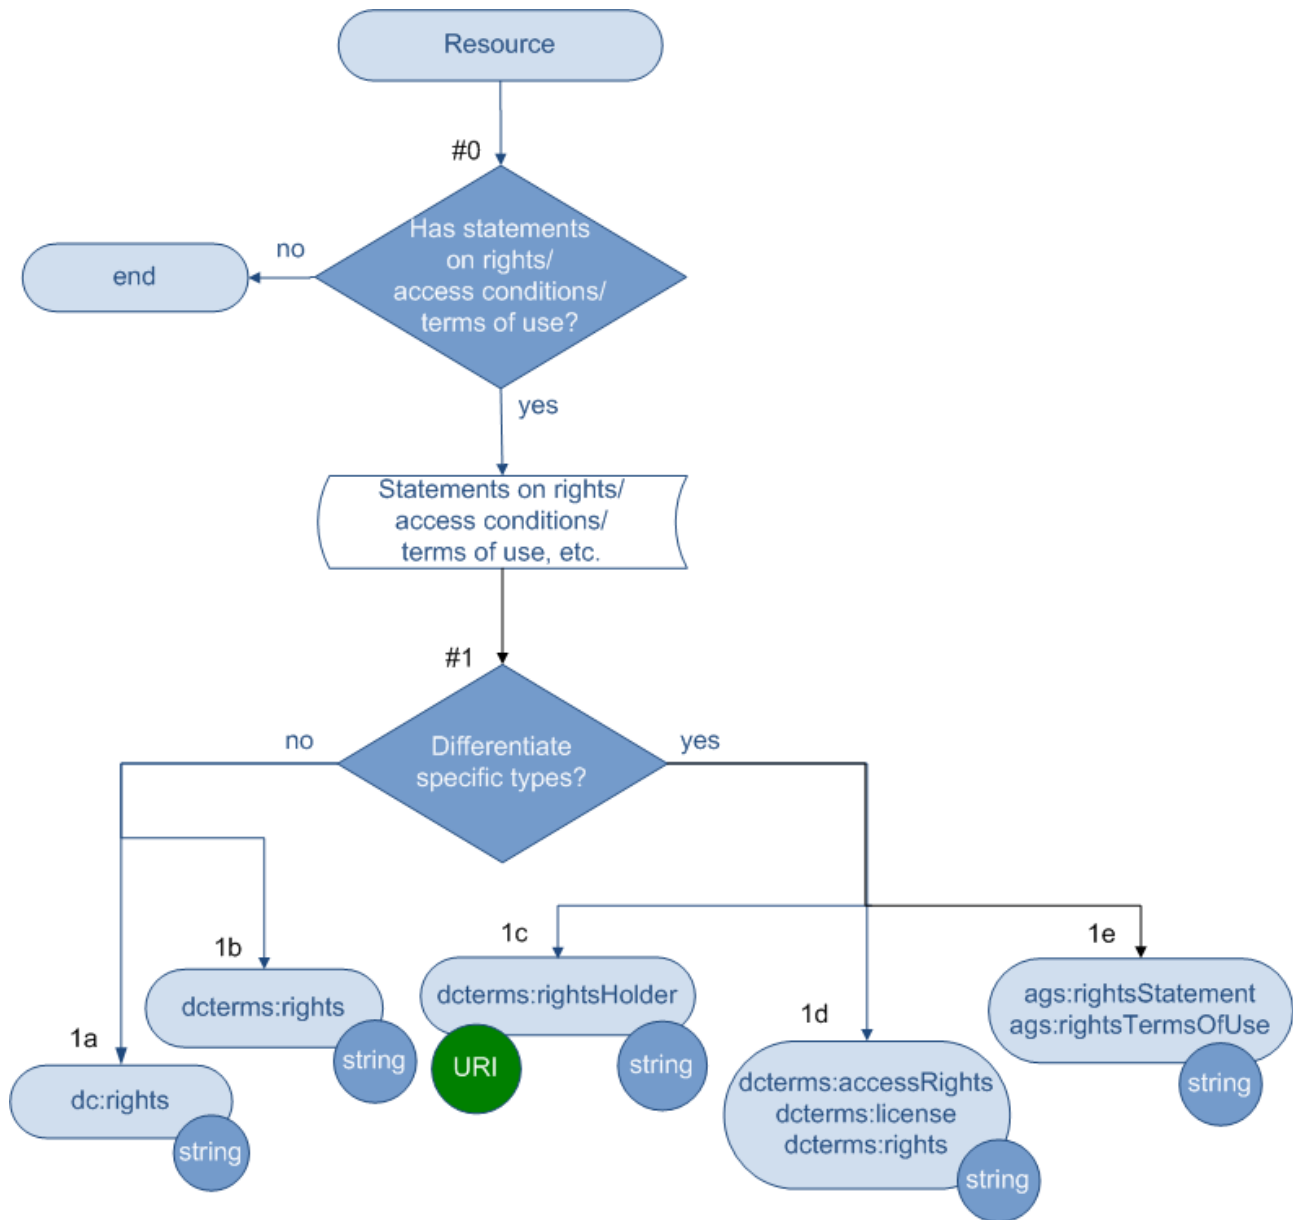 Resource
#0
Has statements
on rights/
access conditions/
terms of use?
no
end
yes
Statements on rights/
access conditions/
terms of use, etc.
#1
Differentiate
specific types?
no
yes
1a
dc:rights
string
1b
dcterms:rights
string
1c
dcterms:rightsHolder
URI
string
1d
dcterms:accessRights
dcterms:license
dcterms:rights
string
1e
ags:rightsStatement
ags:rightsTermsOfUse
string